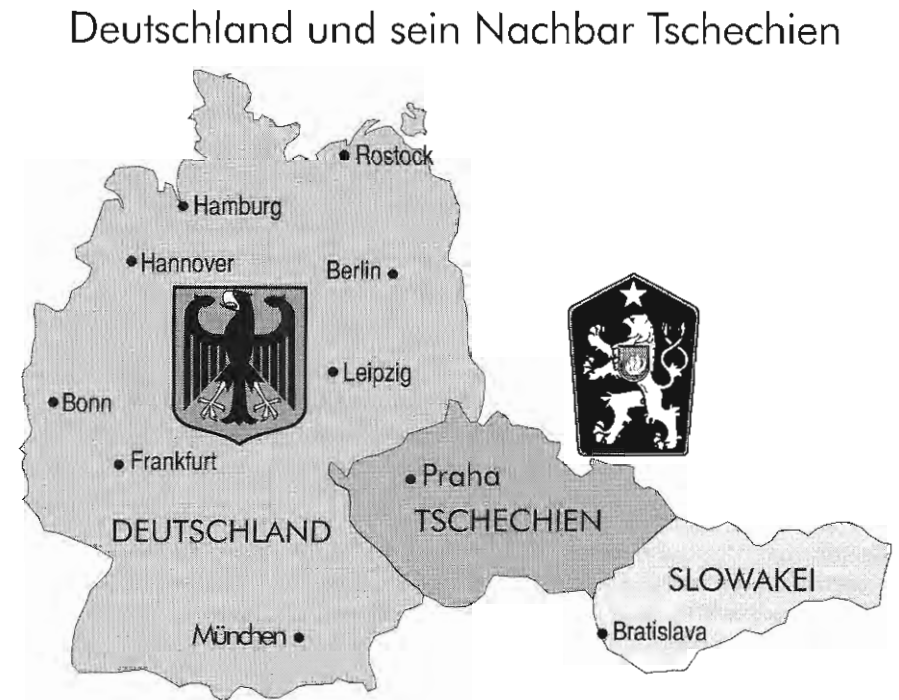 Deutschland und sein Nachbar Tschechien
Rostock
Hamburg
Hannover
Berlin
Leipzig
Bonn
Frankfurt
Praha
TSCHECHIEN
DEUTSCHLAND
SLOWAKEI
München
Bratislava